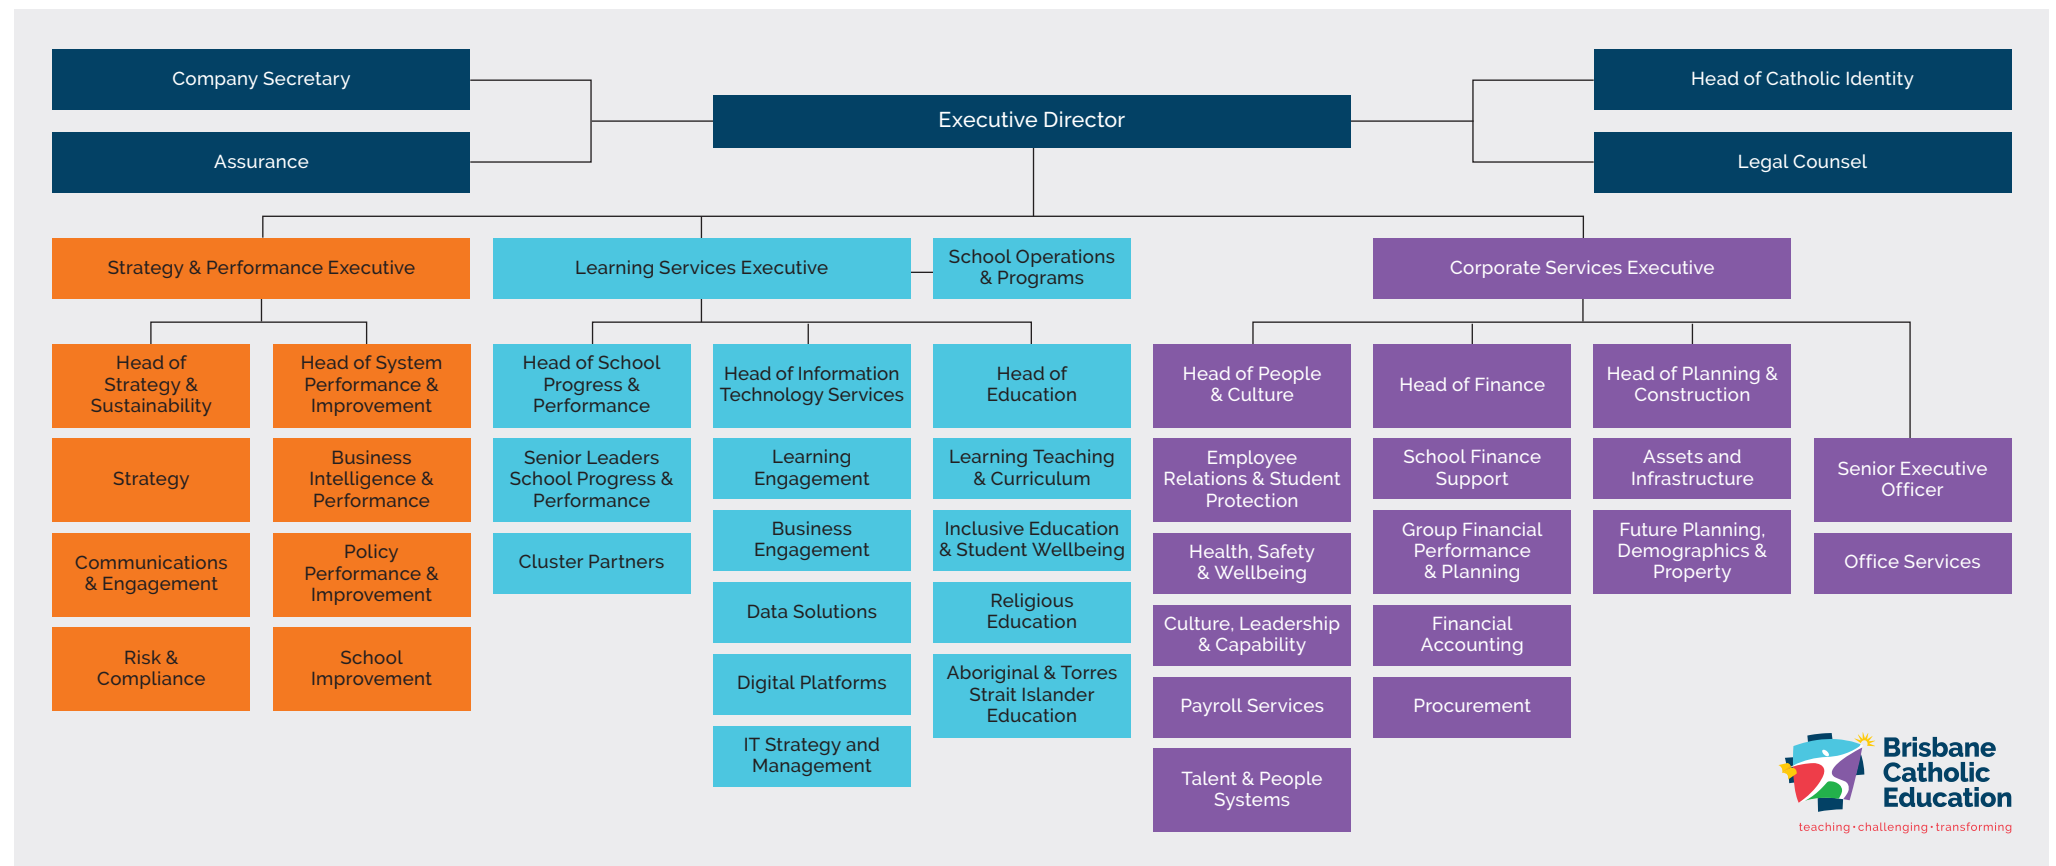 Company Secretary
Assurance
Executive Director
Head of Catholic Identity
Legal Counsel
Strategy & Performance Executive
Head of
Strategy &
Sustainability
Strategy
Communications
& Engagement
Risk &
Compliance
Head of System
Performance &
Improvement
Business
Intelligence &
Performance
Policy
Performance &
Improvement
School
Improvement
Learning Services Executive
School Operations
& Programs
Head of School
Progress &
Performance
Senior Leaders
School Progress &
Performance
Cluster Partners
Head of Information
Technology Services
Learning
Engagement
Business
Engagement
Data Solutions
Digital Platforms
IT Strategy and
Management
Head of
Education
Learning Teaching
& Curriculum
Inclusive Education
& Student Wellbeing
Religious
Education
Aboriginal & Torres
Strait Islander
Education
Corporate Services Executive
Head of People
& Culture
Employee
Relations & Student
Protection
Health, Safety
& Wellbeing
Culture, Leadership
& Capability
Payroll Services
Talent & People
Systems
Head of Finance
School Finance
Support
Group Financial
Performance
& Planning
Financial
Accounting
Procurement
Head of Planning &
Construction
Assets and
Infrastructure
Future Planning,
Demographics &
Property
Senior Executive
Officer
Office Services
Brisbane
Catholic
Education
teaching · challenging · transforming